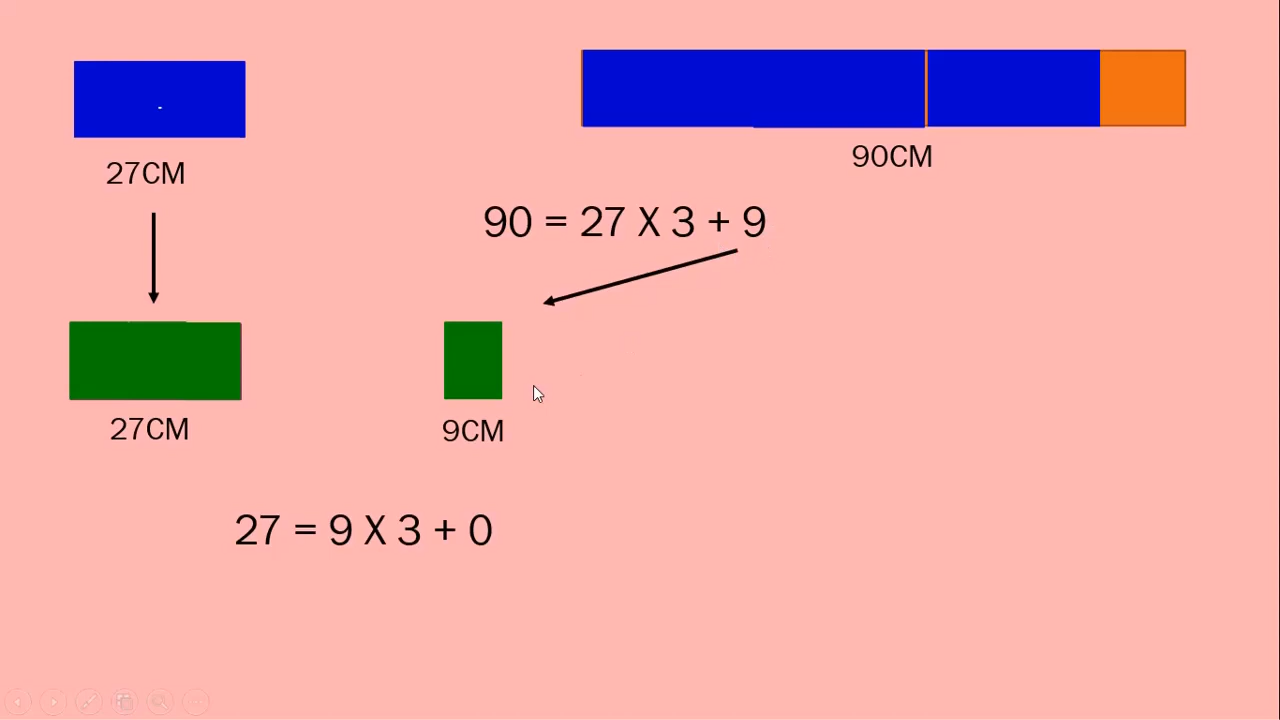 27CM
90CM
90 = 27 X 3 + 9
27CM
9CM
27 = 9 X 3 + 0